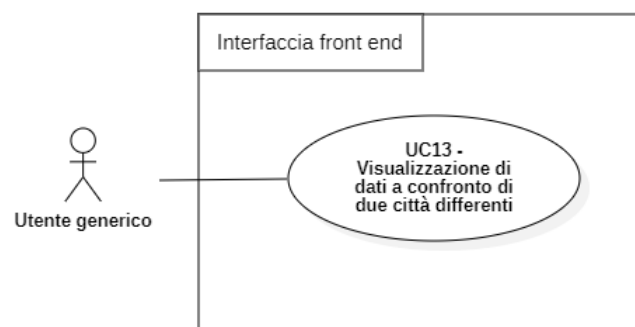 Interfaccia front end
UC13 -
Visualizzazione di
dati a confronto di
due città differenti
Utente generico